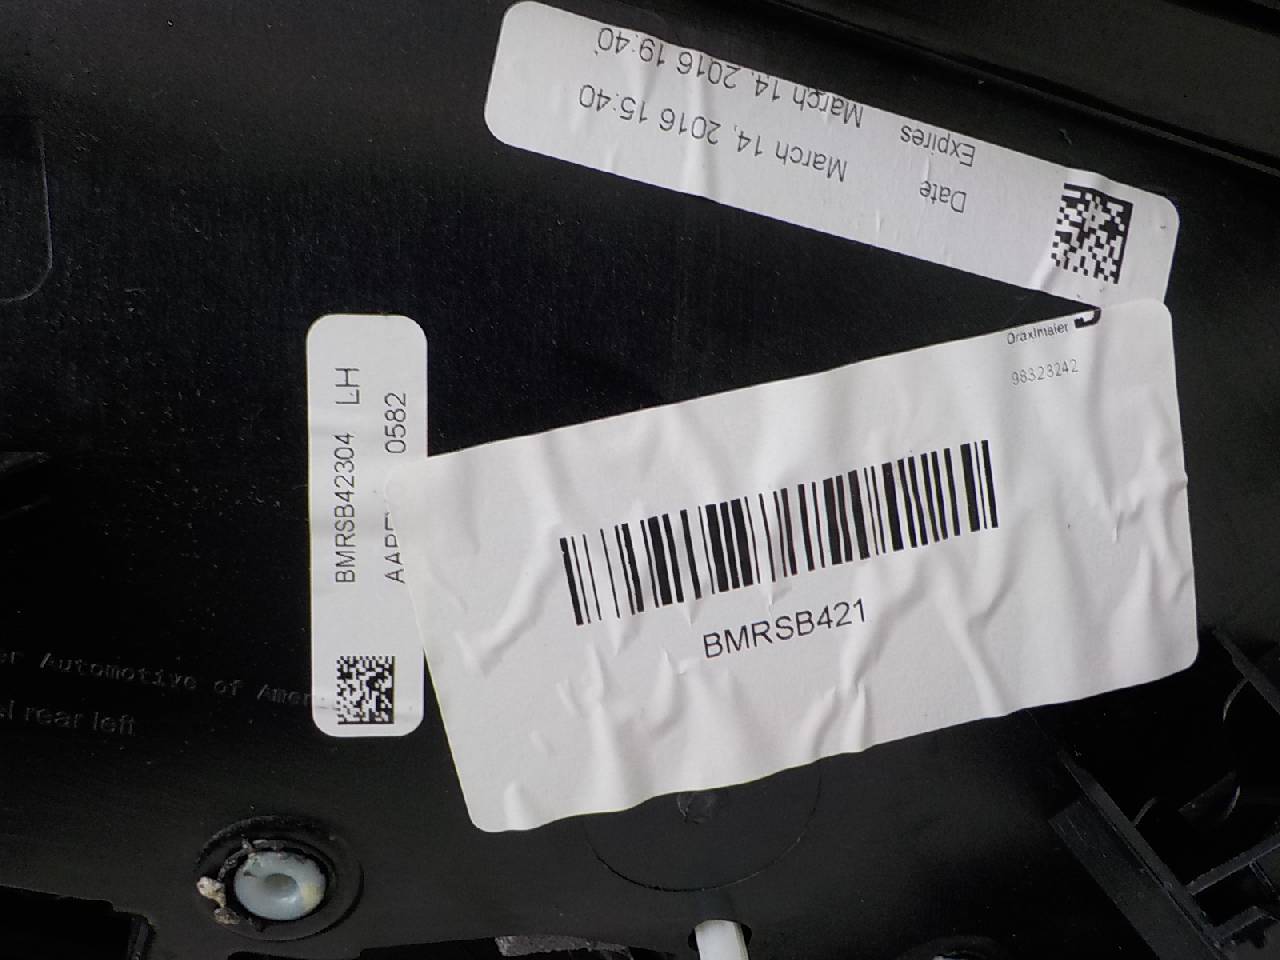 March 14, 2016 19:40
Expires
March 14, 2016 15:40
Date
Draxlmaier
98323242
BMRSB421
BMRSB42304 LH
0582
Automotive of
rear left